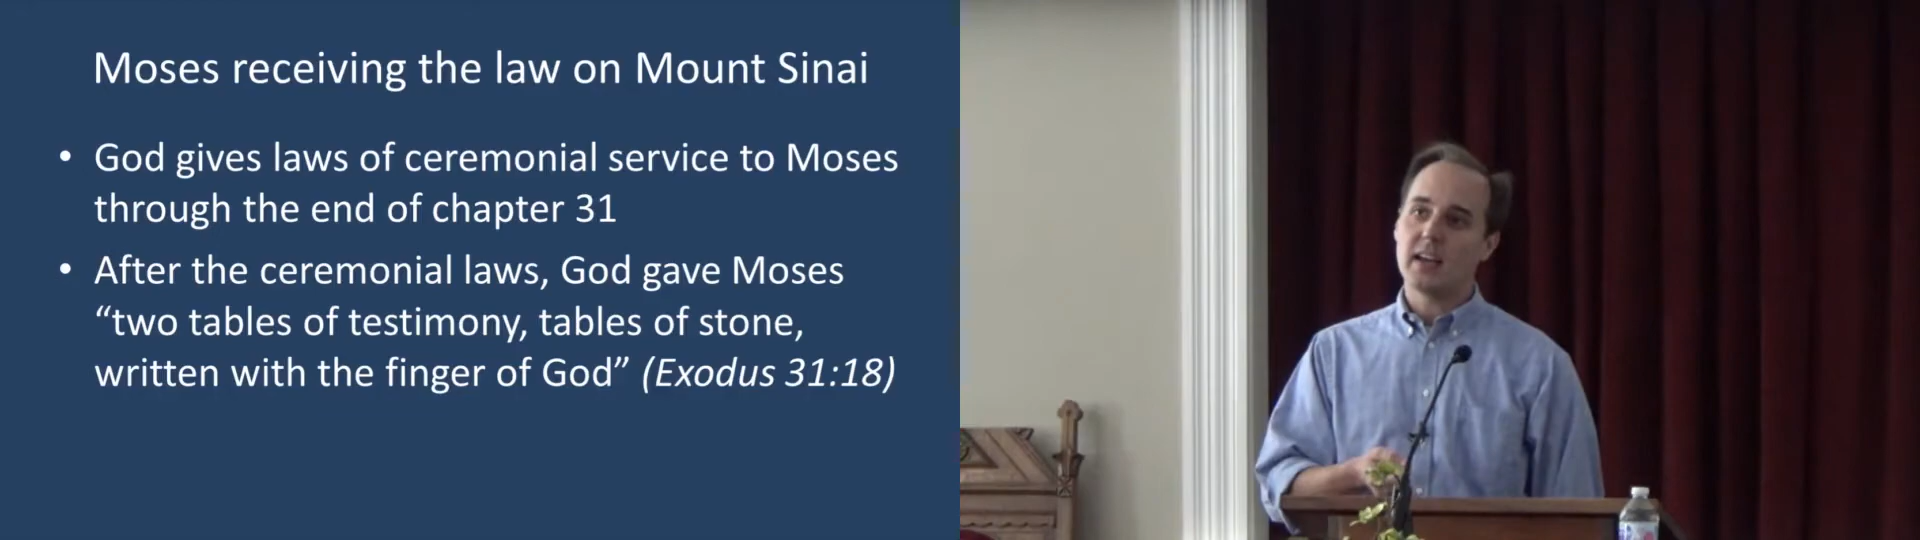 Moses receiving the law on Mount Sinai
• God gives laws of ceremonial service to Moses
through the end of chapter 31
• After the ceremonial laws, God gave Moses
“two tables of testimony, tables of stone,
written with the finger of God” (Exodus 31:18)